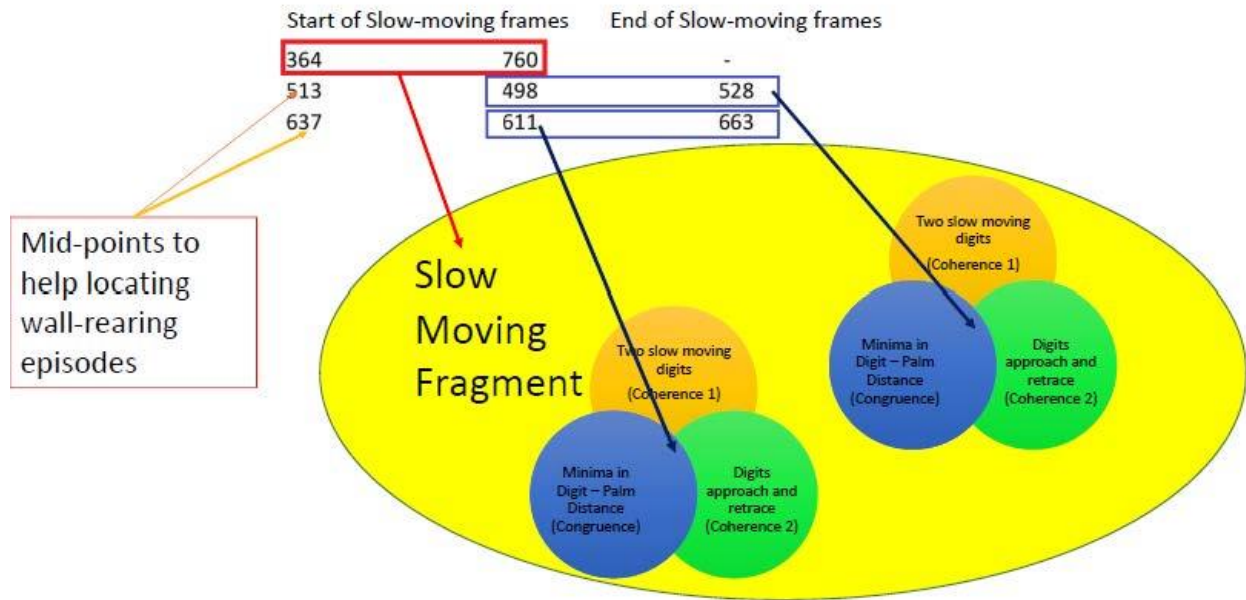 Start of Slow-moving frames End of Slow-moving frames
364 760 -
513 498 528
637 611 663
Mid-points to
help locating
wall-rearing
episodes
Slow
Moving
Fragment
Two slow moving
digits
(Coherence 1)
Minima in
Digit – Palm
Distance
(Congruence)
Digits
approach and
retrace
(Coherence 2)
Two slow moving
digits
(Coherence 1)
Minima in
Digit – Palm
Distance
(Congruence)
Digits
approach and
retrace
(Coherence 2)